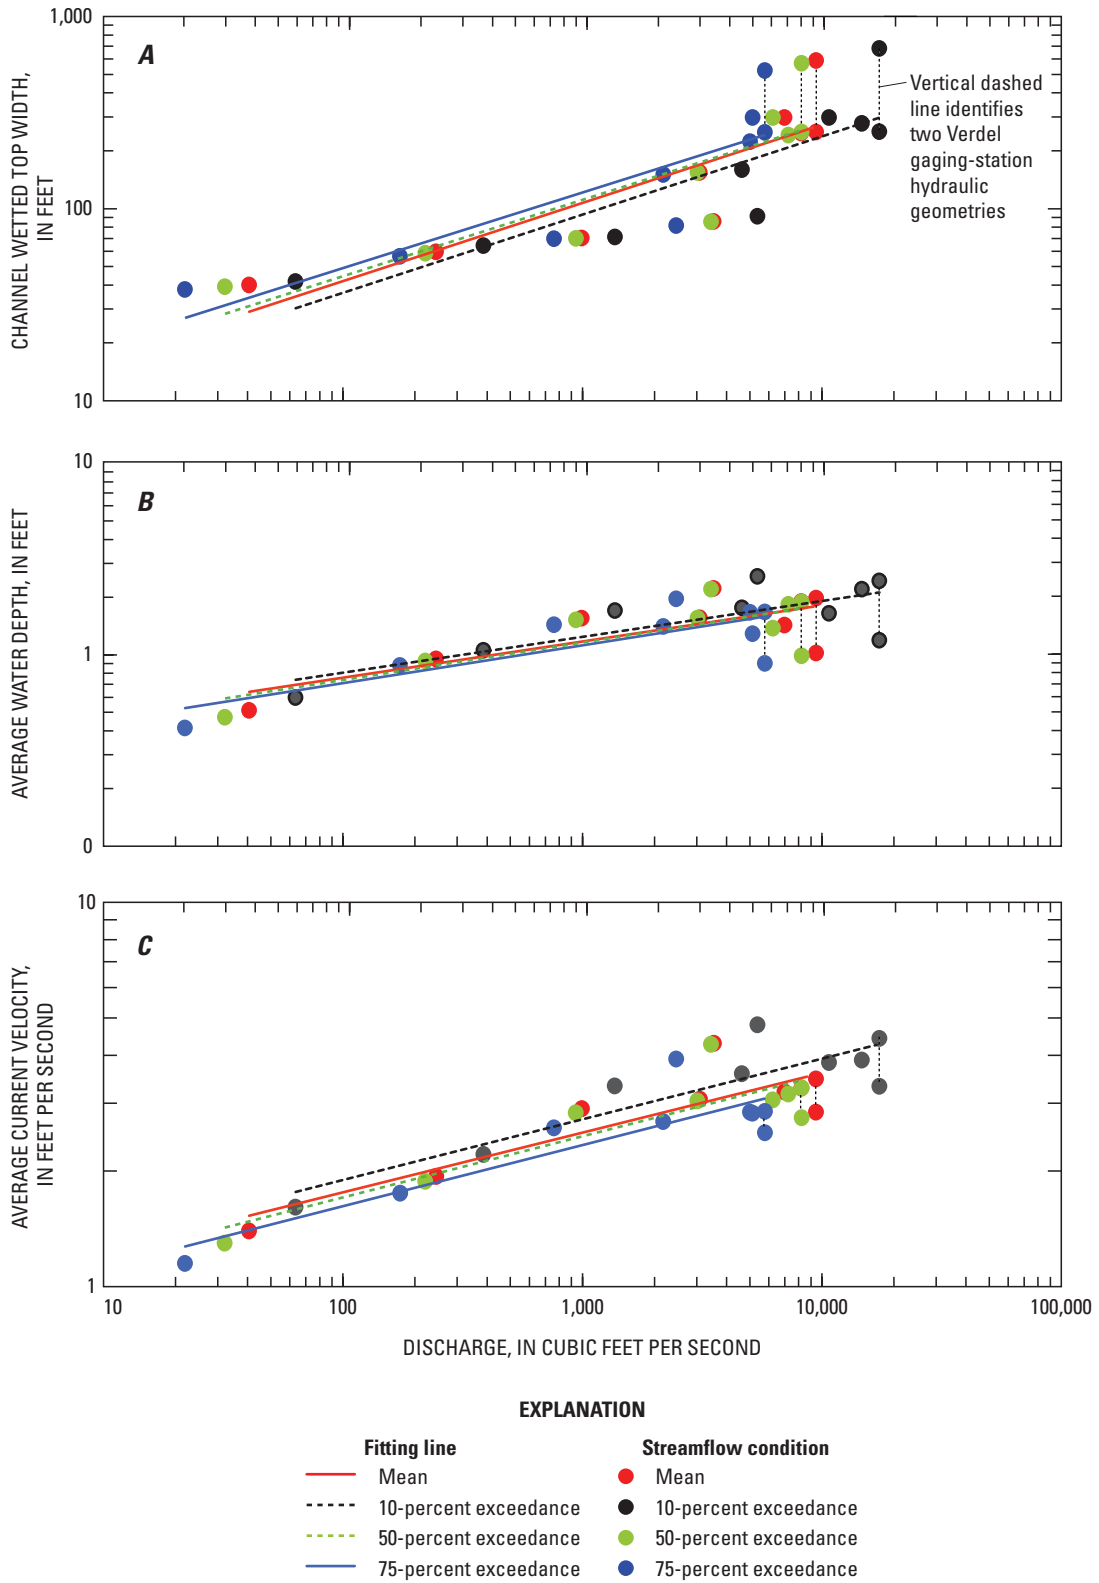 1,000
A
CHANNEL WETTED TOP WIDTH,
IN FEET
100
10
Vertical dashed
line identifies
two Verdel
gaging-station
hydraulic
geometries
10
B
AVERAGE WATER DEPTH, IN FEET
1
0
10
C
AVERAGE CURRENT VELOCITY,
IN FEET PER SECOND
1
10 100 1,000 10,000 100,000
DISCHARGE, IN CUBIC FEET PER SECOND
EXPLANATION
Fitting line Streamflow condition
Mean Mean
10-percent exceedance 10-percent exceedance
50-percent exceedance 50-percent exceedance
75-percent exceedance 75-percent exceedance